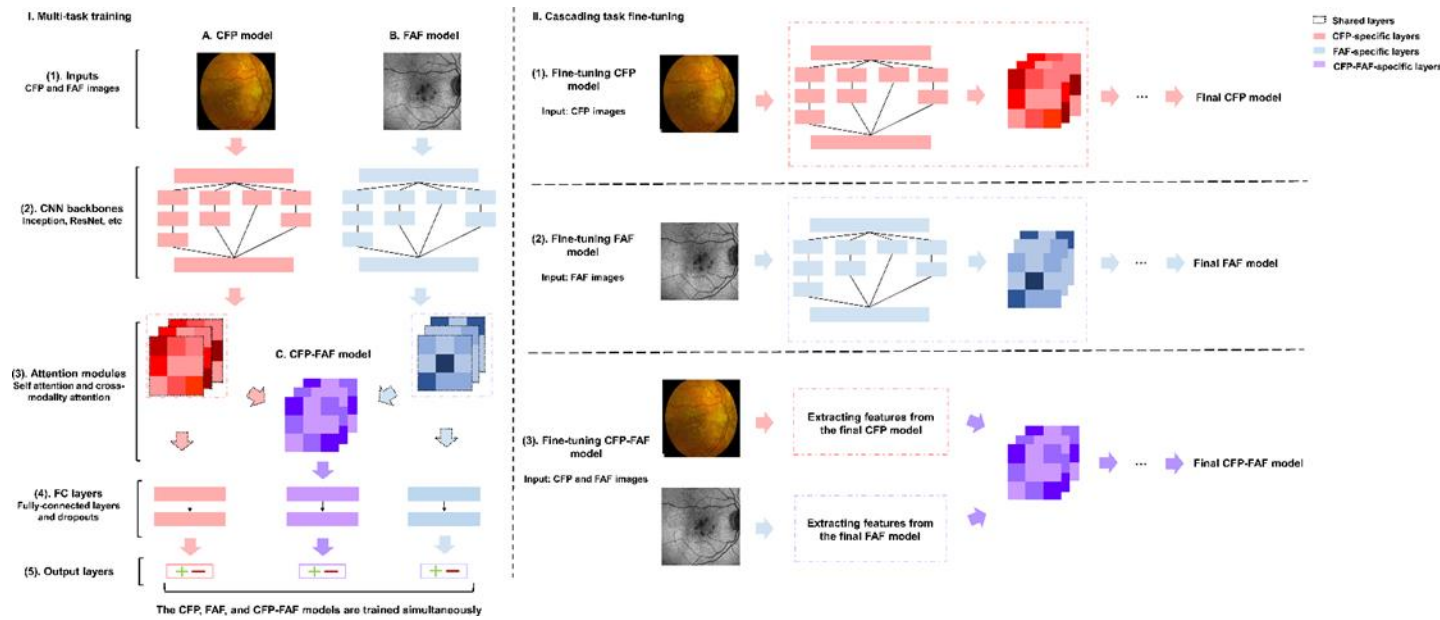 I. Multi-task training
A. CFP model
B. FAF model
(1). Inputs
CFP and FAF images
(2). CNN backbones
Inception, ResNet, etc
C. CFP-FAF model
(3). Attention modules
Self attention and cross-
modality attention
(4). FC layers
Fully-connected layers
and dropouts
(5). Output layers
The CFP, FAF, and CFP-FAF models are trained simultaneously
II. Cascading task fine-tuning
(1). Fine-tuning CFP
model
Input: CFP images
...
Final CFP model
(2). Fine-tuning FAF
model
Input: FAF images
...
Final FAF model
(3). Fine-tuning CFP-FAF
model
Input: CFP and FAF images
Extracting features from
the final CFP model
Extracting features from
the final FAF model
...
Final CFP-FAF model
Shared layers
CFP-specific layers
FAF-specific layers
CFP-FAF-specific layers